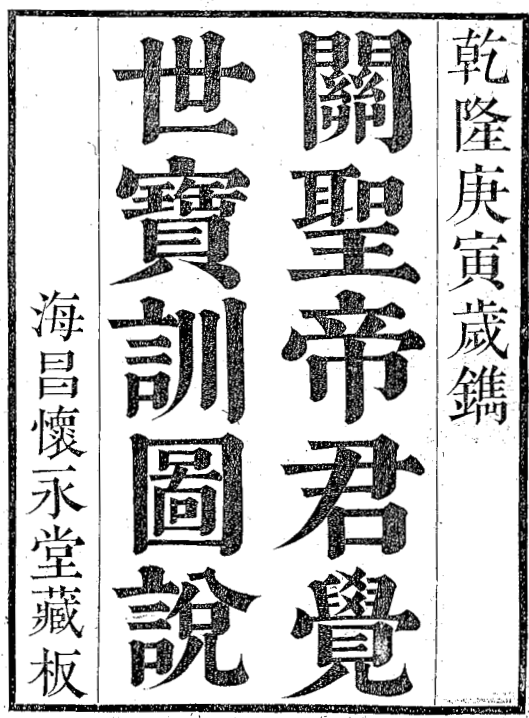 乾隆庚寅歲鐫
關聖帝君覺
世寶訓圖說
海昌懷永堂藏板